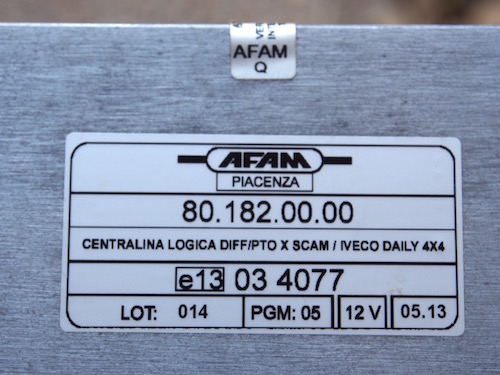 AFAM
Q
AFAM
PIACENZA
80.182.00.00
CENTRALINA LOGICA DIFF/PTO X SCAM / IVECO DAILY 4X4
e13 03 4077
LOT: 014 PGM: 05 12 V 05.13